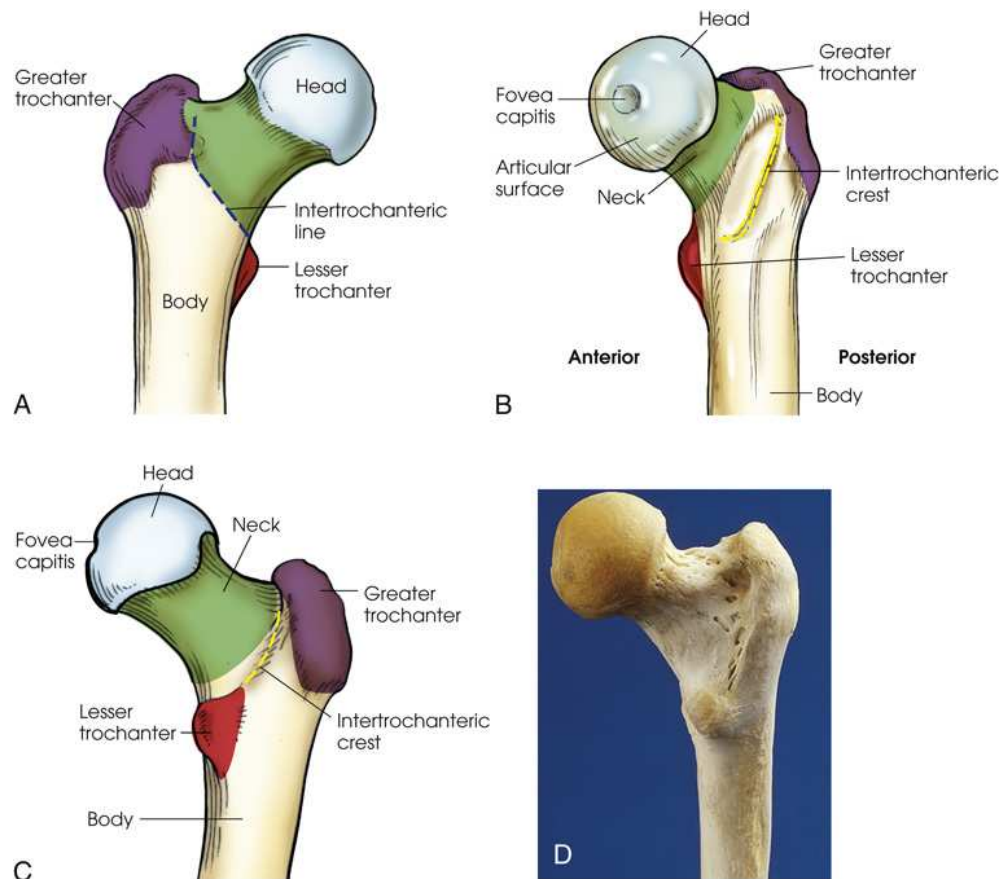 Greater
trochanter
Head
Intertrochanteric
line
Lesser
trochanter
Body
A
Head
Greater
trochanter
Fovea
capitis
Articular
surface
Neck
Intertrochanteric
crest
Lesser
trochanter
Anterior
Posterior
Body
B
Head
Neck
Fovea
capitis
Greater
trochanter
Lesser
trochanter
Intertrochanteric
crest
Body
C
D